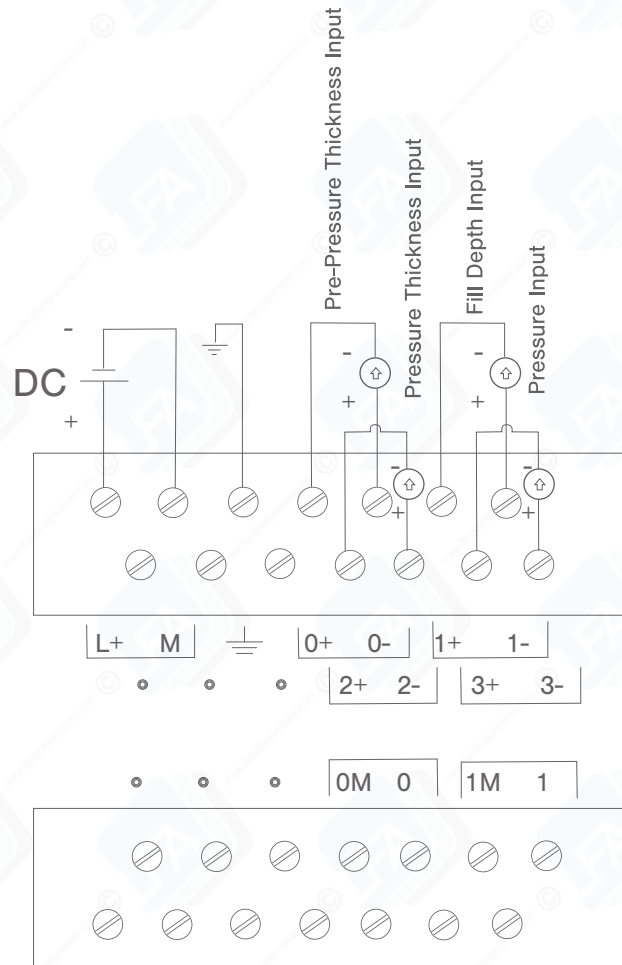 Pre-Pressure Thickness Input
Pressure Thickness Input
Fill Depth Input
Pressure Input
-
DC
+
-
+
-
+
-
+
-
+
L+ M 0+ 0- 1+ 1-
2+ 2- 3+ 3-
0M 0 1M 1